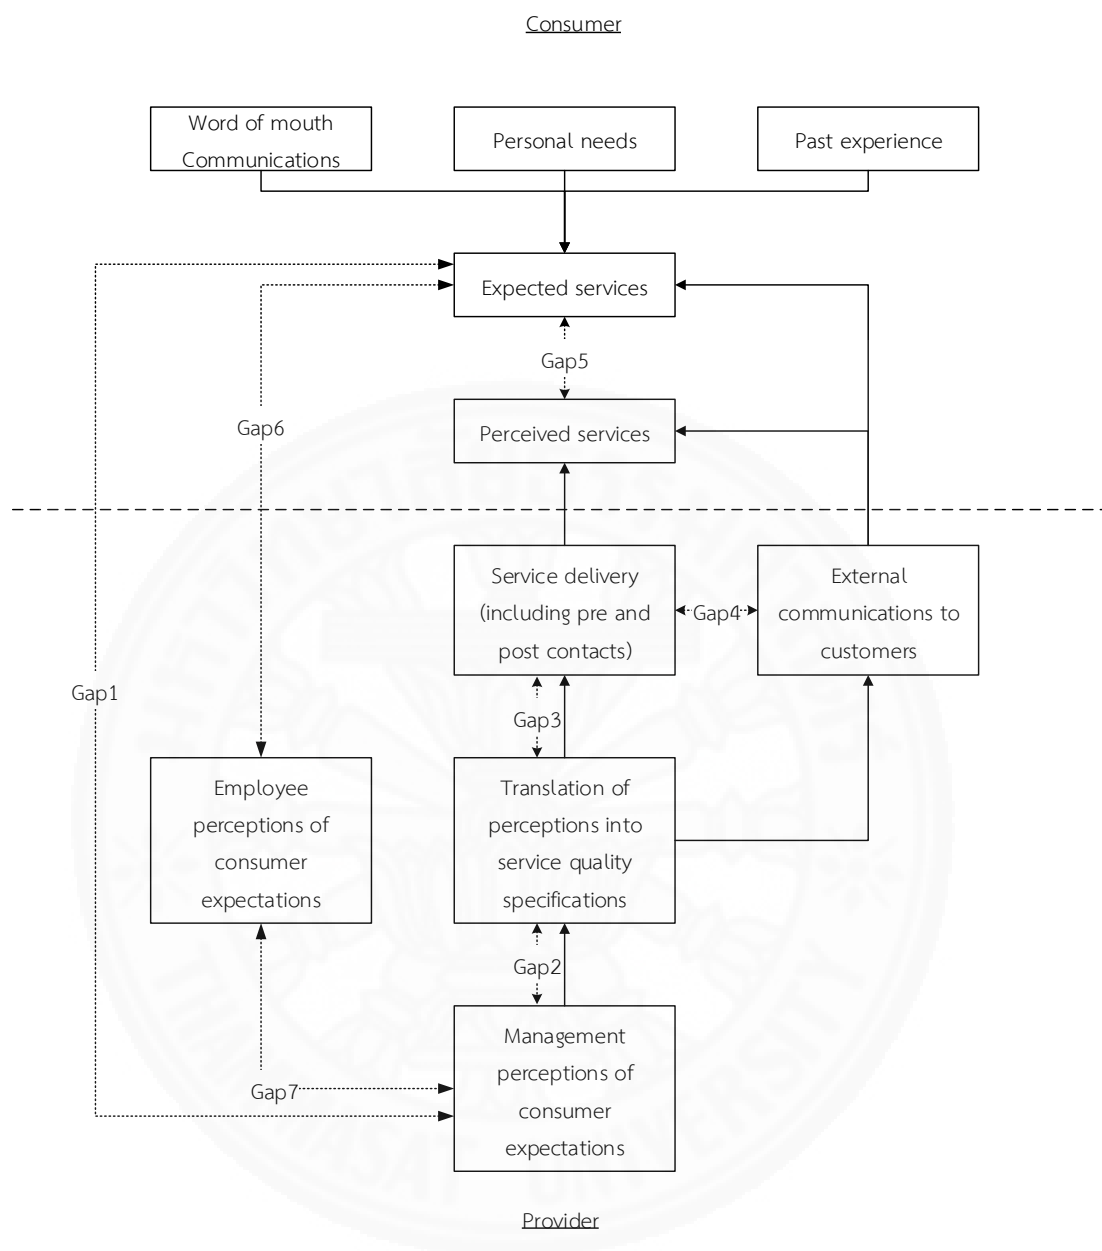 Consumer
Word of mouth
Communications
Personal needs
Past experience
Expected services
Gap5
Perceived services
Gap6
Service delivery
(including pre and
post contacts)
Gap4
External
communications to
customers
Gap1
Gap3
Employee
perceptions of
consumer
expectations
Translation of
perceptions into
service quality
specifications
Gap2
Management
perceptions of
consumer
expectations
Gap7
Provider
THAMMASAT UNIVERSITY